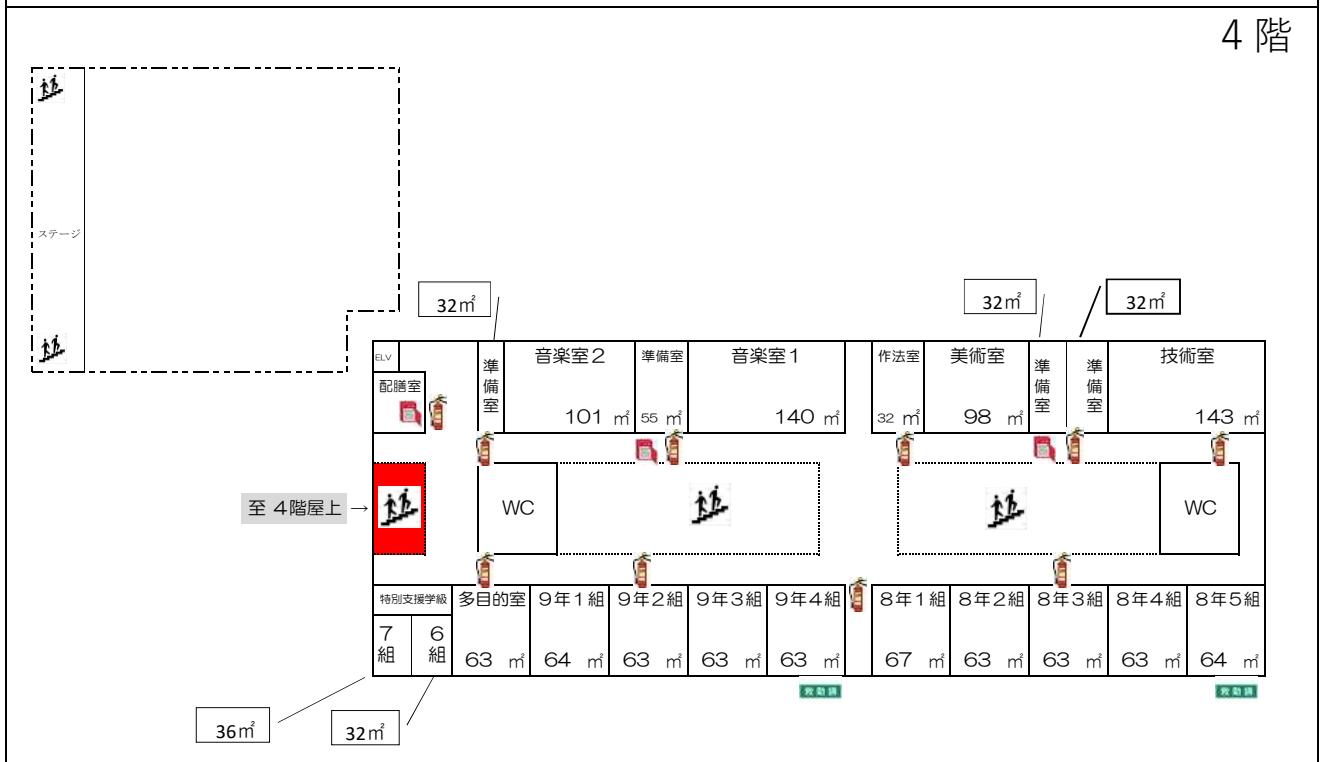 4 階
ステージ
32㎡
32㎡
32㎡
ELV
配膳室
準備室
音楽室2
101 ㎡
準備室
55 ㎡
音楽室1
140 ㎡
作法室
32 ㎡
美術室
98 ㎡
準備室
準備室
技術室
143 ㎡
至 4階屋上 →
WC
WC
特別支援学級
7組
6組
多目的室
63 ㎡
9年1組
64 ㎡
9年2組
63 ㎡
9年3組
63 ㎡
9年4組
63 ㎡
8年1組
67 ㎡
8年2組
63 ㎡
8年3組
63 ㎡
8年4組
63 ㎡
8年5組
64 ㎡
救助袋
救助袋
36㎡
32㎡